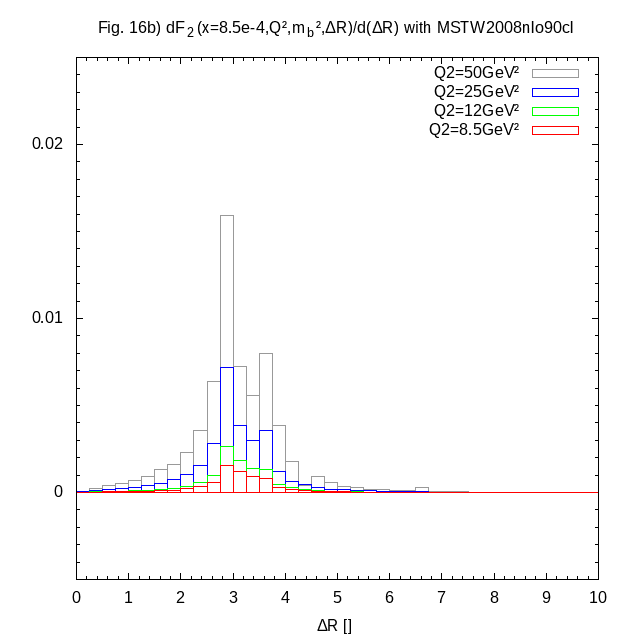 Fig. 16b) dF₂(x=8.5e-4,Q²,m_b²,ΔR)/d(ΔR) with MSTW2008nlo90cl
Q2=50GeV²
Q2=25GeV²
Q2=12GeV²
Q2=8.5GeV²
0.02
0.01
0
0 1 2 3 4 5 6 7 8 9 10
ΔR []